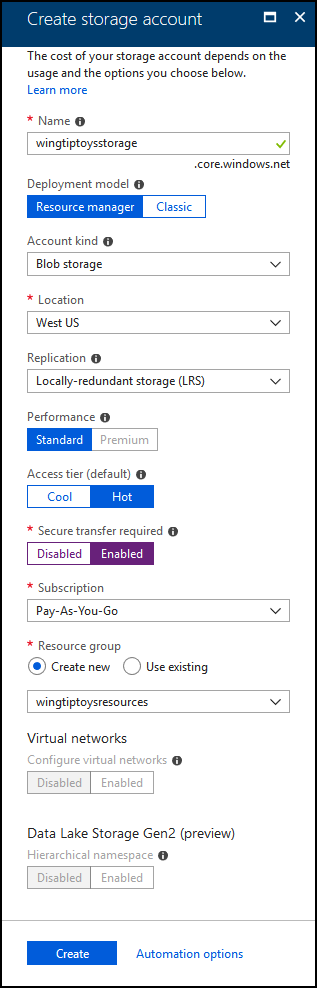 Create storage account
The cost of your storage account depends on the
usage and the options you choose below.
Learn more
* Name
wingtiptoysstorage
.core.windows.net
Deployment model
Resource manager Classic
Account kind
Blob storage
* Location
West US
Replication
Locally-redundant storage (LRS)
Performance
Standard Premium
Access tier (default)
Cool Hot
* Secure transfer required
Disabled Enabled
* Subscription
Pay-As-You-Go
* Resource group
Create new Use existing
wingtiptoysresources
Virtual networks
Configure virtual networks
Disabled Enabled
Data Lake Storage Gen2 (preview)
Hierarchical namespace
Disabled Enabled
Create Automation options